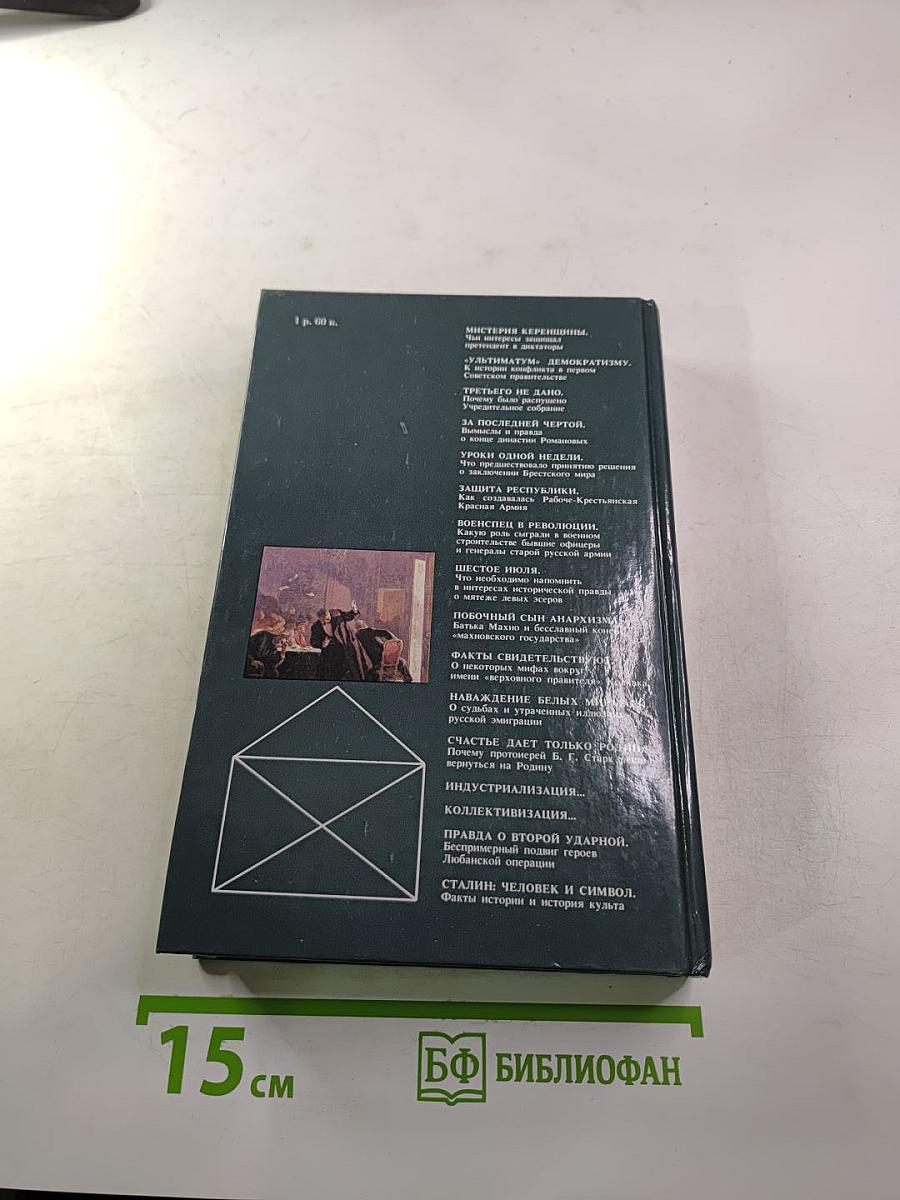 1 р. 60 к.
МИСТЕРИЯ КЕРЕНЩИНЫ.
Чьи интересы защищал
претендент в диктаторы
«УЛЬТИМАТУМ» ДЕМОКРАТИЗМУ.
К истории конфликта в первом
Советском правительстве
ТРЕТЬЕГО НЕ ДАНО.
Почему было распущено
Учредительное собрание
ЗА ПОСЛЕДНЕЙ ЧЕРТОЙ.
Вымыслы и правда
о конце династии Романовых
УРОКИ ОДНОЙ НЕДЕЛИ.
Что предшествовало принятию решения
о заключении Брестского мира
ЗАЩИТА РЕСПУБЛИКИ.
Как создавалась Рабоче-Крестьянская
Красная Армия
ВОЕНСПЕЦ В РЕВОЛЮЦИИ.
Какую роль сыграли в военном
строительстве бывшие офицеры
и генералы старой русской армии
ШЕСТОЕ ИЮЛЯ.
Что необходимо напомнить
в интересах исторической правды
о мятеже левых эсеров
ПОБОЧНЫЙ СЫН АНАРХИЗМА.
Батька Махно и бесславный конец
«махновского государства»
ФАКТЫ СВИДЕТЕЛЬСТВУЮТ
О некоторых мифах вокруг
имени «верховного правителя» Колчака
НАВАЖДЕНИЕ БЕЛЫХ
О судьбах и утраченных иллюзиях
русской эмиграции
СЧАСТЬЕ ДАЕТ ТОЛЬКО РОДИНА
Почему протоиерей Б. Г. Старк решил
вернуться на Родину
ИНДУСТРИАЛИЗАЦИЯ...
КОЛЛЕКТИВИЗАЦИЯ...
ПРАВДА О ВТОРОЙ УДАРНОЙ.
Беспримерный подвиг героев
Любанской операции
СТАЛИН: ЧЕЛОВЕК И СИМВОЛ.
Факты истории и история культа
15 см
БФ БИБЛИОФАН